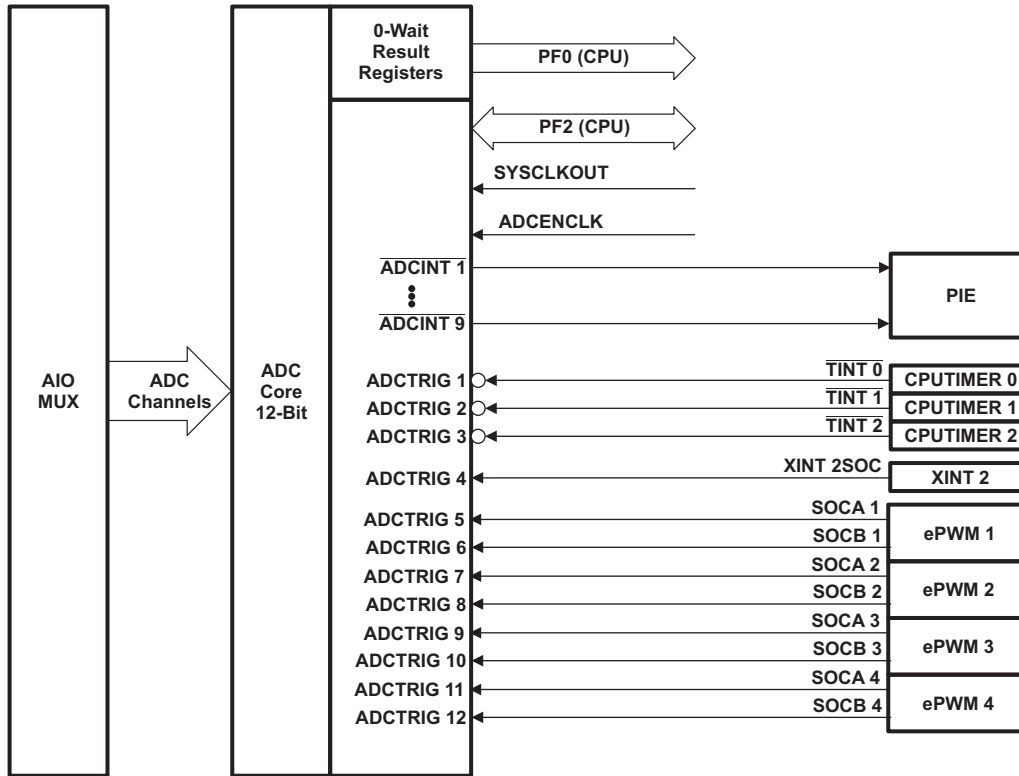 0-Wait
Result
Registers
PF0 (CPU)
PF2 (CPU)
SYSCLKOUT
ADCENCLK
ADCINT 1
ADCINT 9
PIE
AIO
MUX
ADC
Channels
ADC
Core
12-Bit
ADCTRIG 1
TINT 0
CPUTIMER 0
ADCTRIG 2
TINT 1
CPUTIMER 1
ADCTRIG 3
TINT 2
CPUTIMER 2
ADCTRIG 4
XINT 2SOC
XINT 2
ADCTRIG 5
SOCA 1
ADCTRIG 6
SOCB 1
ePWM 1
ADCTRIG 7
SOCA 2
ADCTRIG 8
SOCB 2
ePWM 2
ADCTRIG 9
SOCA 3
ADCTRIG 10
SOCB 3
ePWM 3
ADCTRIG 11
SOCA 4
ADCTRIG 12
SOCB 4
ePWM 4